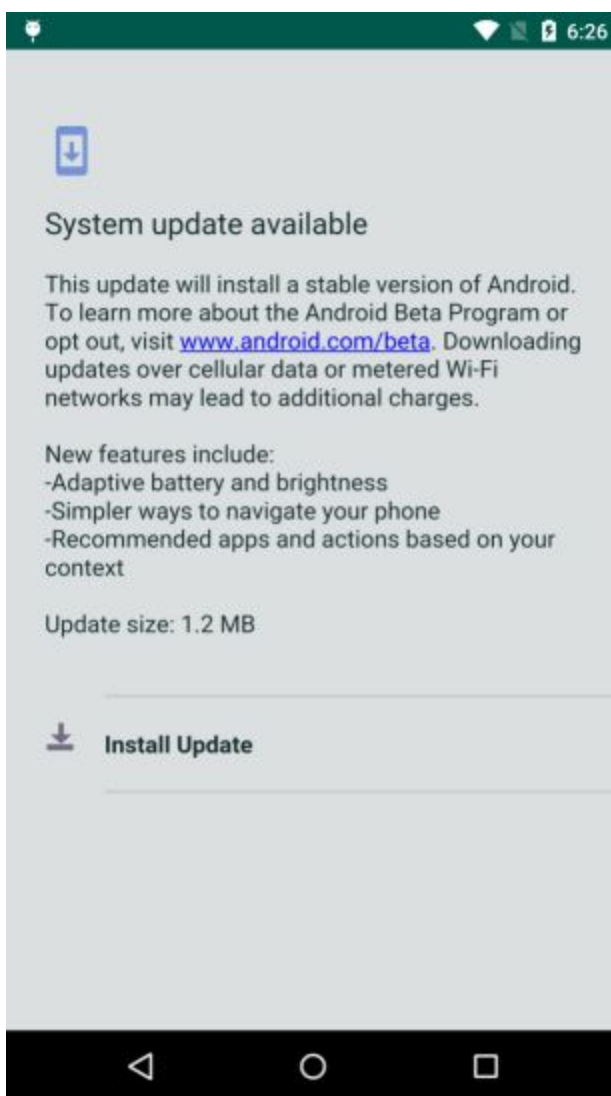 6:26
System update available
This update will install a stable version of Android.
To learn more about the Android Beta Program or
opt out, visit www.android.com/beta. Downloading
updates over cellular data or metered Wi-Fi
networks may lead to additional charges.
New features include:
-Adaptive battery and brightness
-Simpler ways to navigate your phone
-Recommended apps and actions based on your
context
Update size: 1.2 MB
Install Update